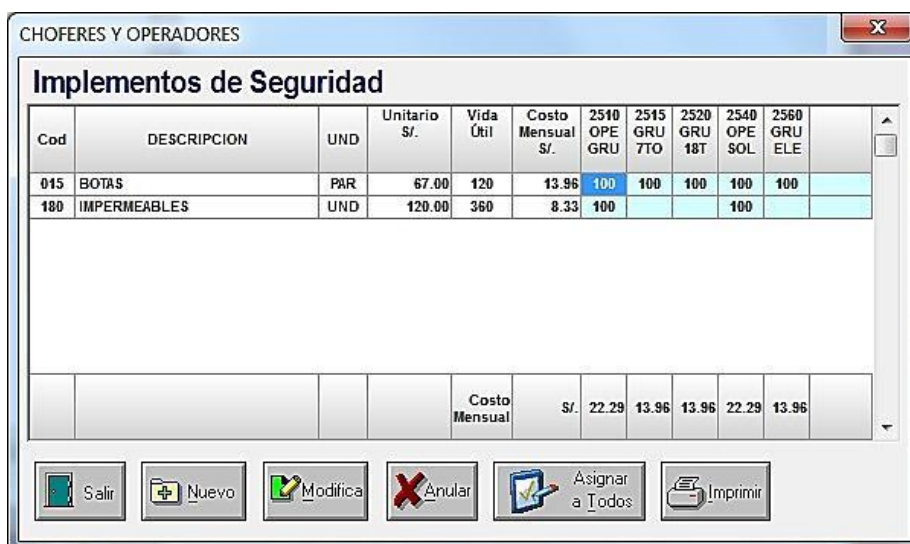 CHOFERES Y OPERADORES
Implementos de Seguridad
Cod DESCRIPCION UND Unitario S/. Vida Útil Costo Mensual S/. 2510 OPE GRU 2515 GRU 7TO 2520 GRU 18T 2540 OPE SOL 2560 GRU ELE
015 BOTAS PAR 67.00 120 13.96 100 100 100 100 100
180 IMPERMEABLES UND 120.00 360 8.33 100 100
Costo Mensual S/. 22.29 13.96 13.96 22.29 13.96
Salir Nuevo Modifica Anular Asignar a Todos Imprimir